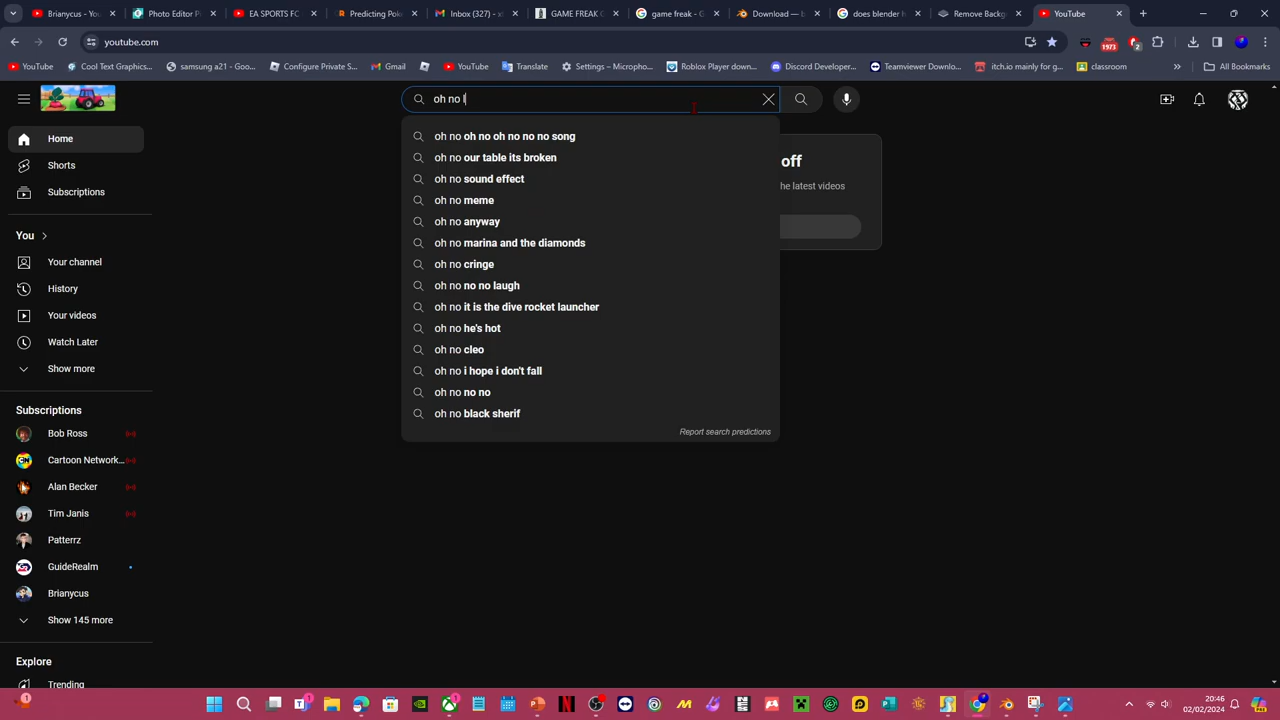 Brianycus - You
Photo Editor P
EA SPORTS FC
Predicting Pok
Inbox (327) - x
GAME FREAK
game freak - G
Download — b
does blender h
Remove Backg
YouTube
youtube.com
1973
2
YouTube
Cool Text Graphics...
samsung a21 - Goo...
Configure Private S...
Gmail
YouTube
Translate
Settings – Micropho...
Roblox Player down...
Discord Developer...
Teamviewer Downlo...
itch.io mainly for g...
classroom
All Bookmarks
oh no l
Home
Shorts
Subscriptions
You
Your channel
History
Your videos
Watch Later
Show more
Subscriptions
Bob Ross
Cartoon Network...
Alan Becker
Tim Janis
Patterrz
GuideRealm
Brianycus
Show 145 more
Explore
Trending
oh no oh no oh no no no song
oh no our table its broken
oh no sound effect
oh no meme
oh no anyway
oh no marina and the diamonds
oh no cringe
oh no no no laugh
oh no it is the dive rocket launcher
oh no he's hot
oh no cleo
oh no i hope i don't fall
oh no no no
oh no black sherif
Report search predictions
off
he latest videos
1
1
1
20:46
02/02/2024